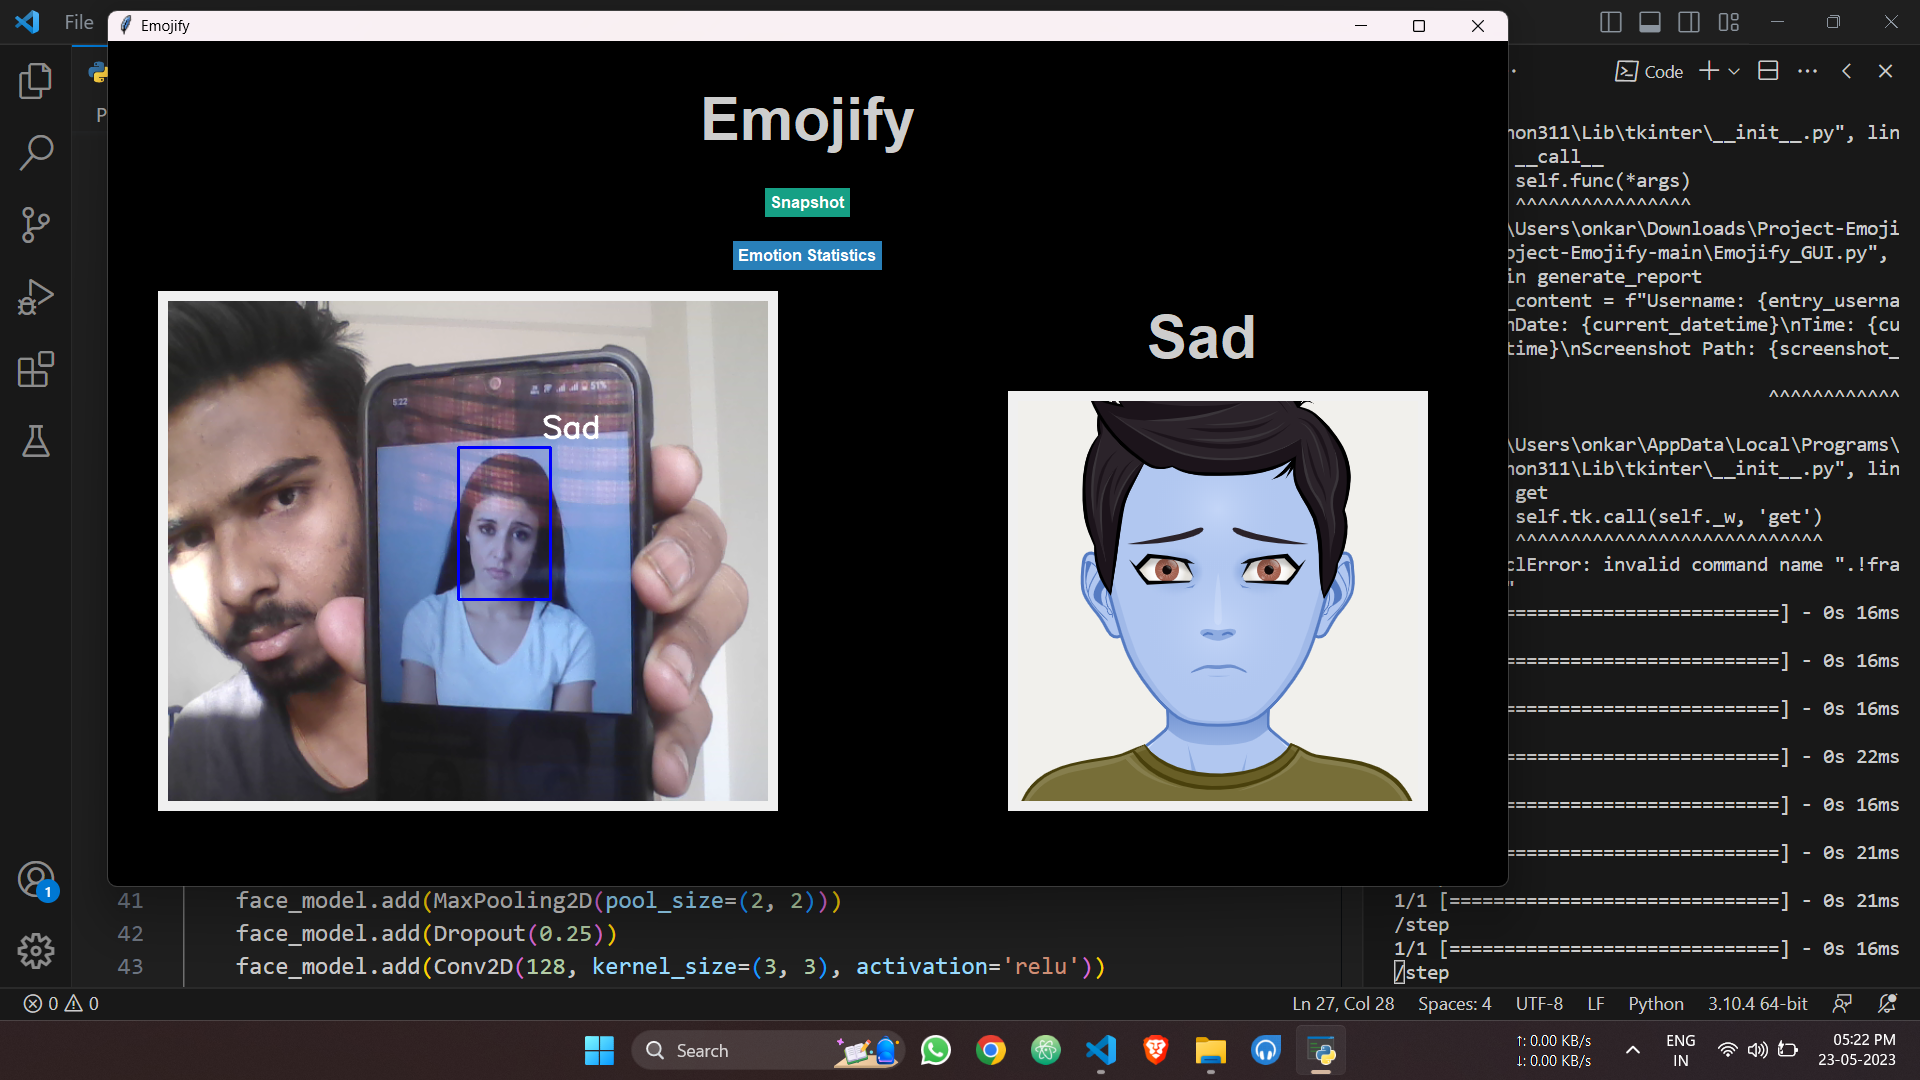 File
Emojify
Code
P
Emojify
Snapshot
Emotion Statistics
5:22
51%
Sad
Sad
non311\Lib\tkinter\__init__.py", lin
__call__
self.func(*args)
^^^^^^^^^^^^^^^^
\Users\onkar\Downloads\Project-Emoji
oject-Emojify-main\Emojify_GUI.py",
in generate_report
_content = f"Username: {entry_userna
nDate: {current_datetime}\nTime: {cu
time}\nScreenshot Path: {screenshot_
^^^^^^^^^^^^
\Users\onkar\AppData\Local\Programs\
non311\Lib\tkinter\__init__.py", lin
get
self.tk.call(self._w, 'get')
^^^^^^^^^^^^^^^^^^^^^^^^^^^^
clError: invalid command name ".!fra
"
=========================] - 0s 16ms
=========================] - 0s 16ms
=========================] - 0s 16ms
=========================] - 0s 22ms
=========================] - 0s 16ms
=========================] - 0s 21ms
1/1 [==============================] - 0s 21ms
/step
1/1 [==============================] - 0s 16ms
/step
41 face_model.add(MaxPooling2D(pool_size=(2, 2)))
42 face_model.add(Dropout(0.25))
43 face_model.add(Conv2D(128, kernel_size=(3, 3), activation='relu'))
1
0 0
Ln 27, Col 28 Spaces: 4 UTF-8 LF Python 3.10.4 64-bit
Search
↑: 0.00 KB/s
↓: 0.00 KB/s
ENG
IN
05:22 PM
23-05-2023